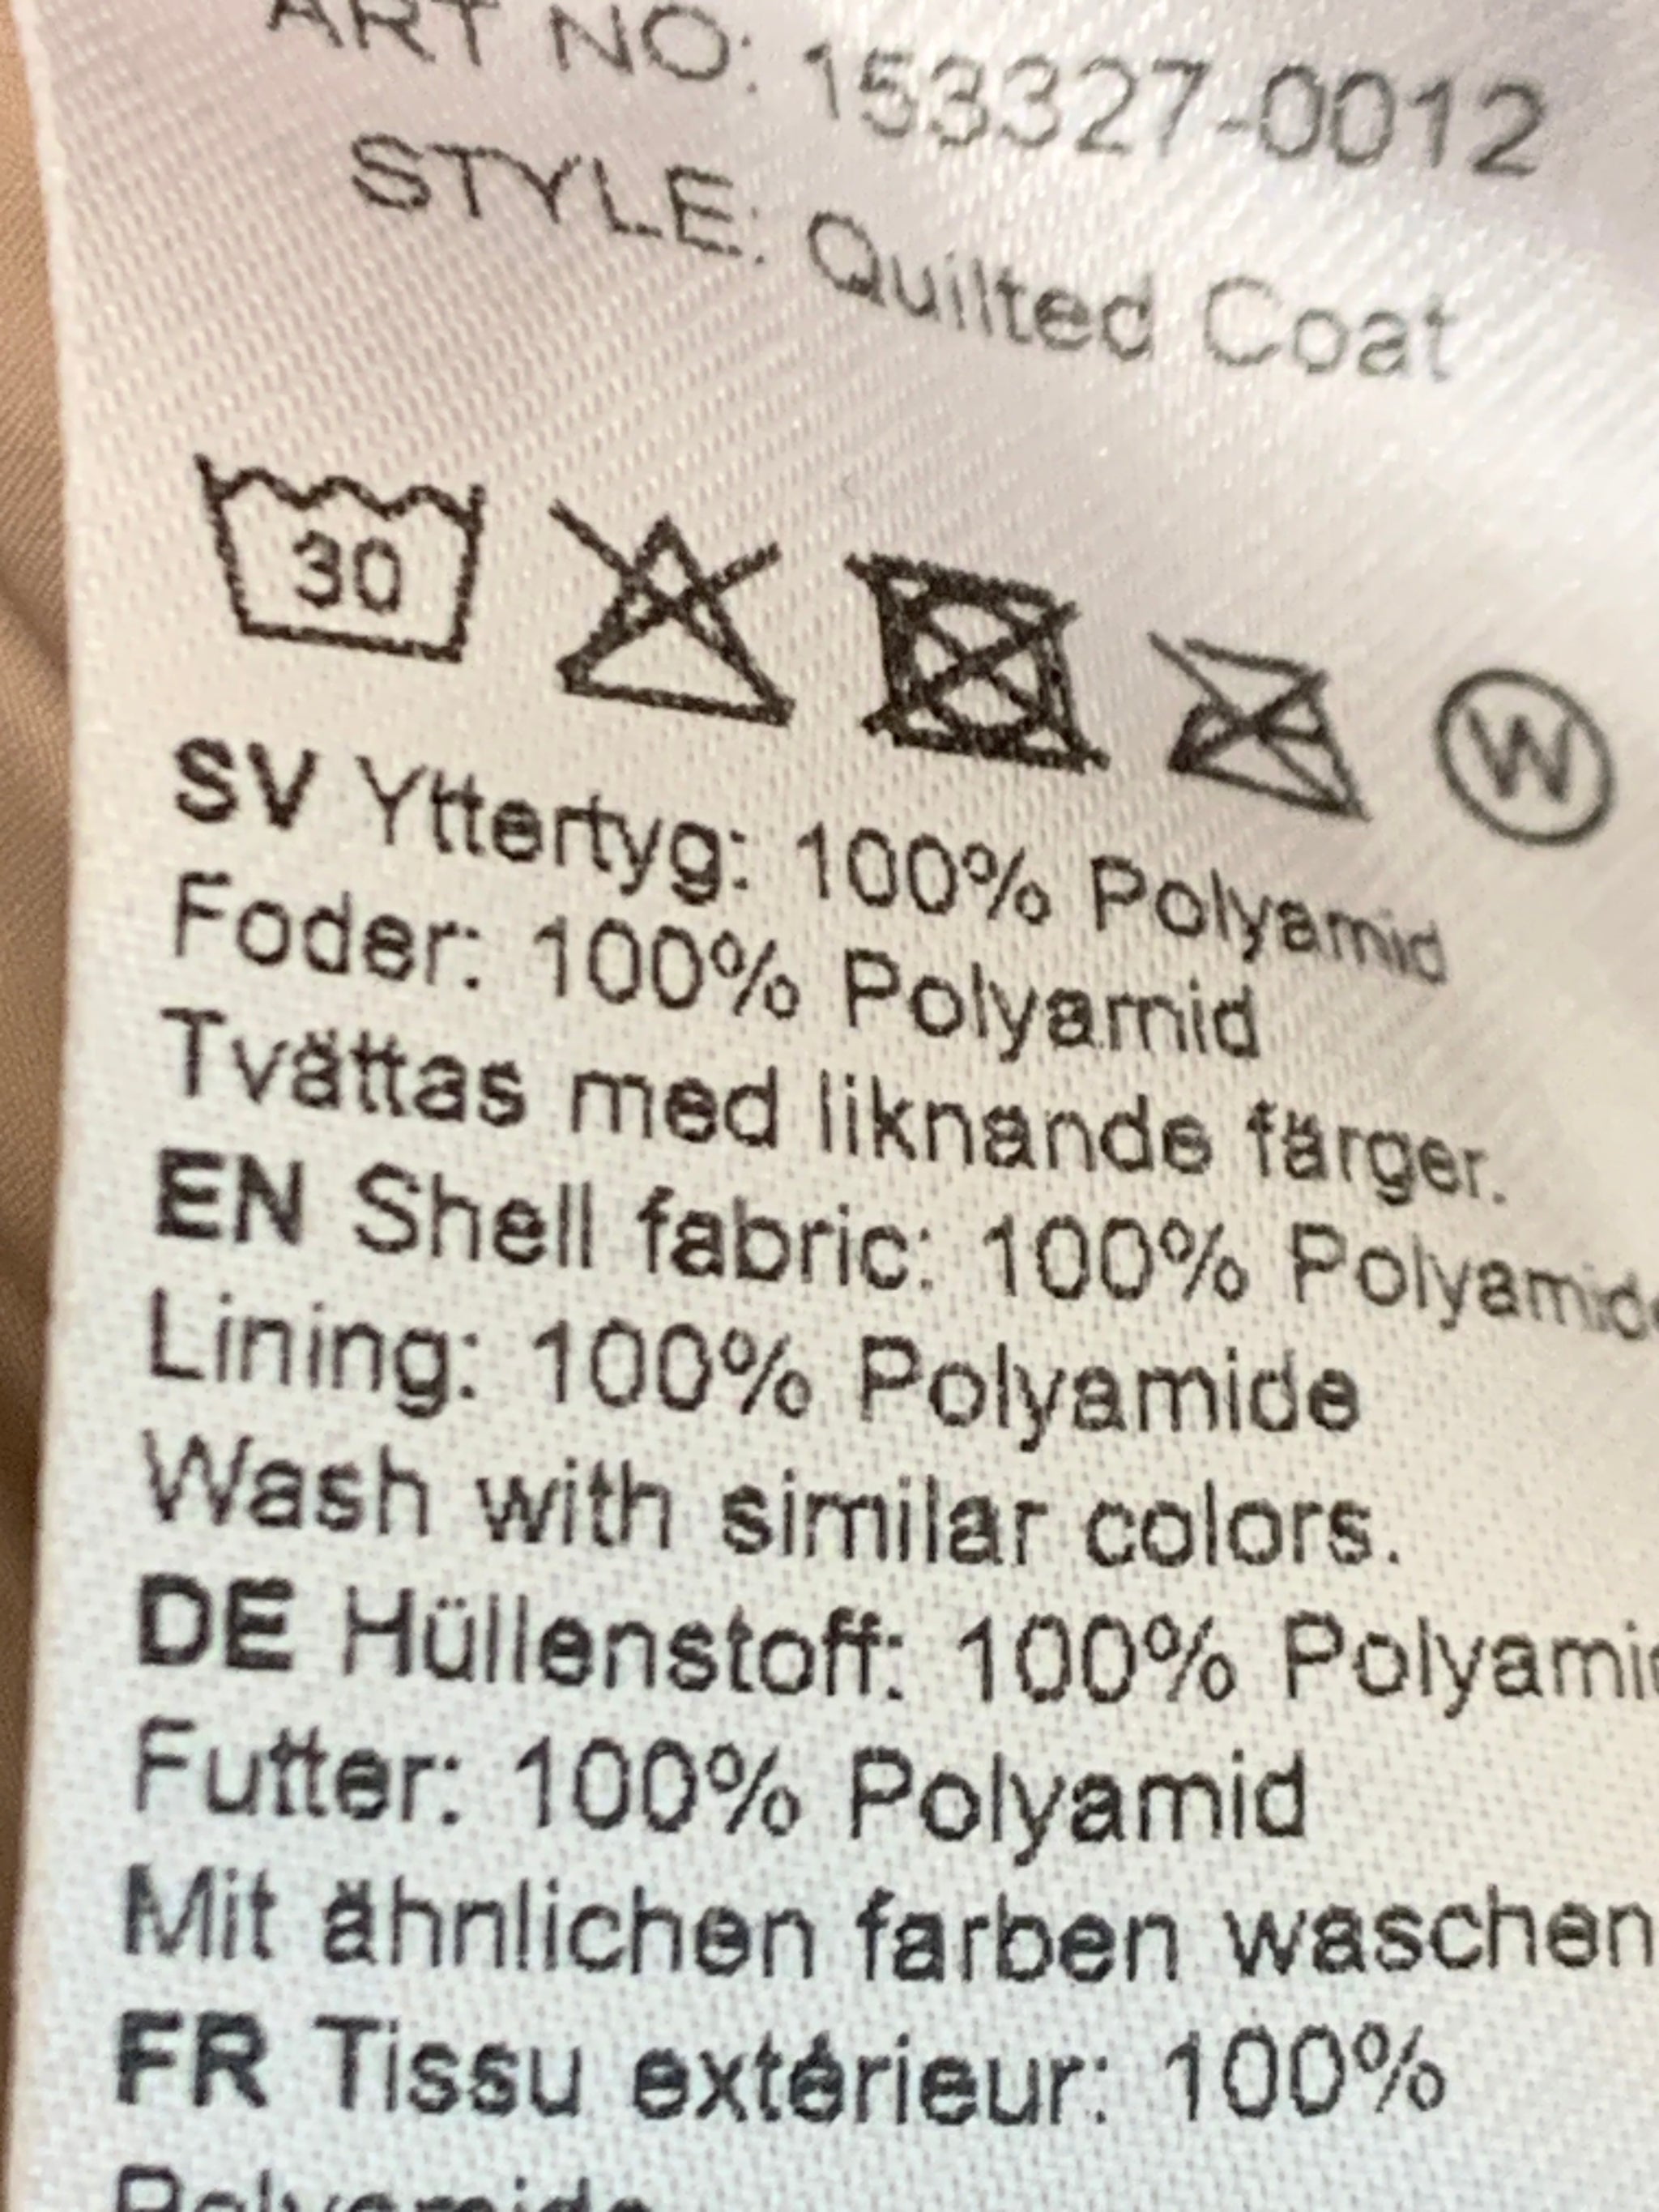 ART NO: 153327-0012
STYLE: Quilted Coat
30
W
SV Yttertyg: 100% Polyamid
Foder: 100% Polyamid
Tvättas med liknande färger.
EN Shell fabric: 100% Polyamide
Lining: 100% Polyamide
Wash with similar colors.
DE Hüllenstoff: 100% Polyamid
Futter: 100% Polyamid
Mit ähnlichen farben waschen
FR Tissu extérieur: 100%
Polyamide